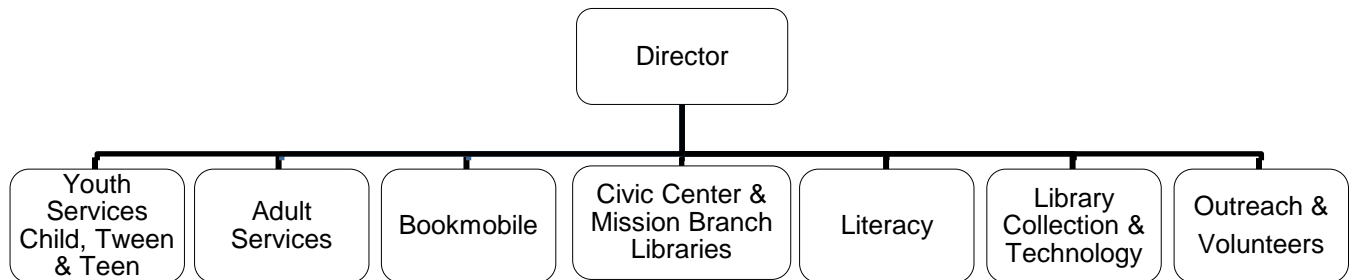 Director
Youth
Services
Child, Tween
& Teen
Adult
Services
Bookmobile
Civic Center &
Mission Branch
Libraries
Literacy
Library
Collection &
Technology
Outreach &
Volunteers